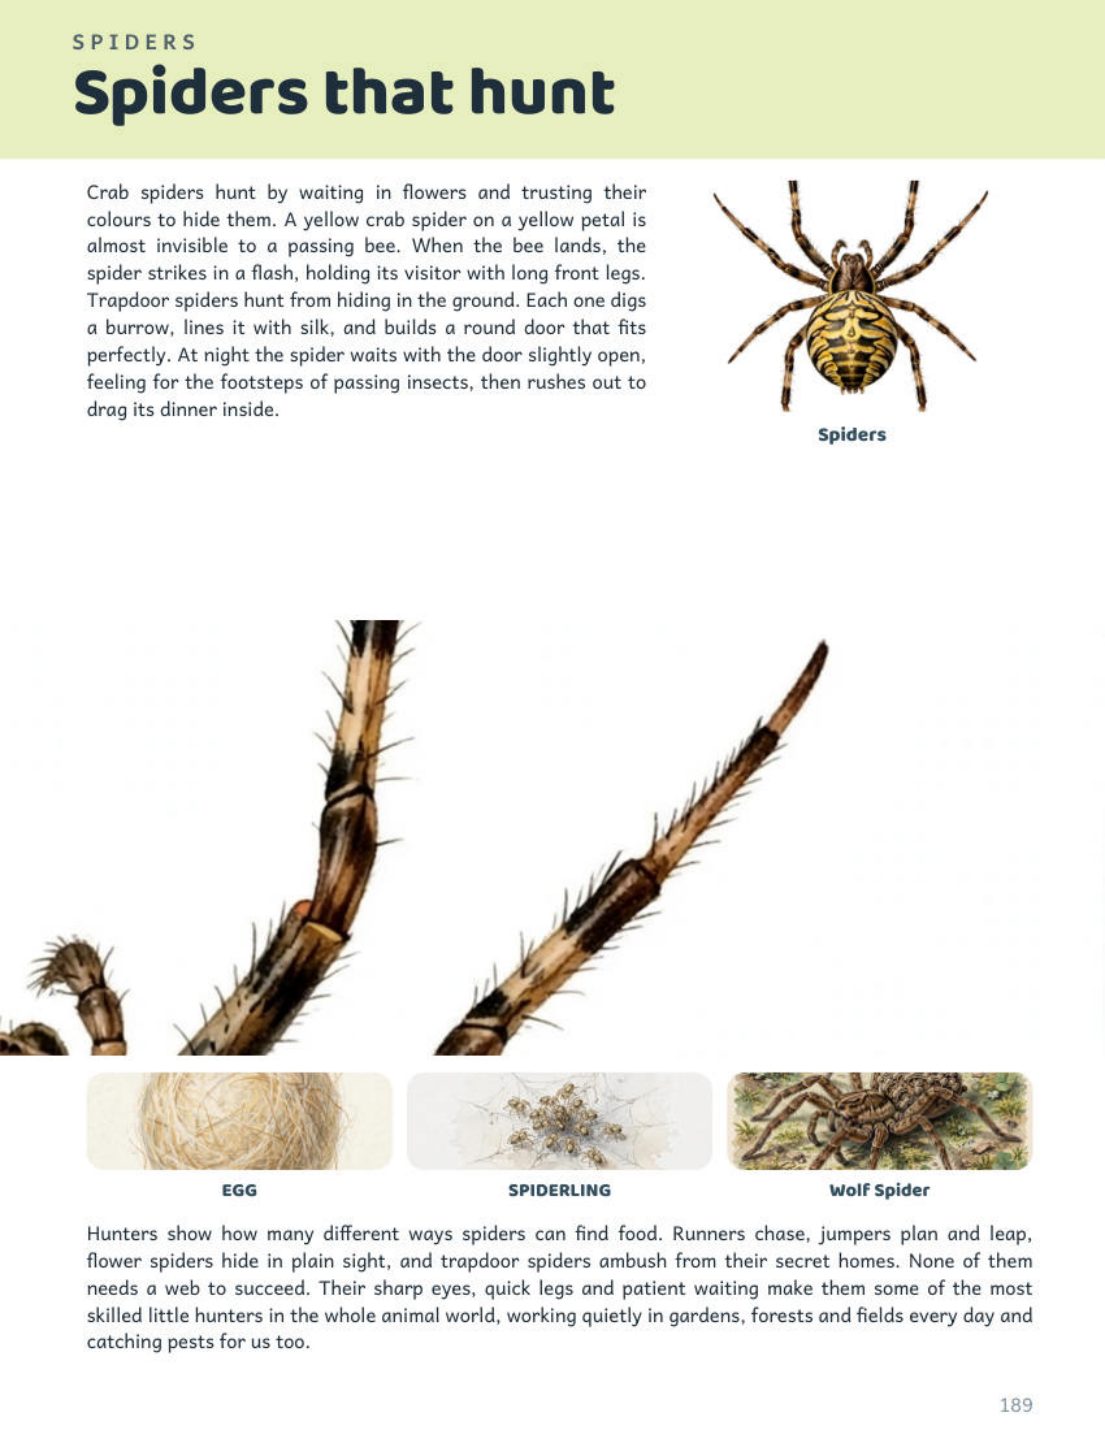 SPIDERS
Spiders that hunt
Crab spiders hunt by waiting in flowers and trusting their
colours to hide them. A yellow crab spider on a yellow petal is
almost invisible to a passing bee. When the bee lands, the
spider strikes in a flash, holding its visitor with long front legs.
Trapdoor spiders hunt from hiding in the ground. Each one digs
a burrow, lines it with silk, and builds a round door that fits
perfectly. At night the spider waits with the door slightly open,
feeling for the footsteps of passing insects, then rushes out to
drag its dinner inside.
Spiders
EGG
SPIDERLING
Wolf Spider
Hunters show how many different ways spiders can find food. Runners chase, jumpers plan and leap,
flower spiders hide in plain sight, and trapdoor spiders ambush from their secret homes. None of them
needs a web to succeed. Their sharp eyes, quick legs and patient waiting make them some of the most
skilled little hunters in the whole animal world, working quietly in gardens, forests and fields every day and
catching pests for us too.
189